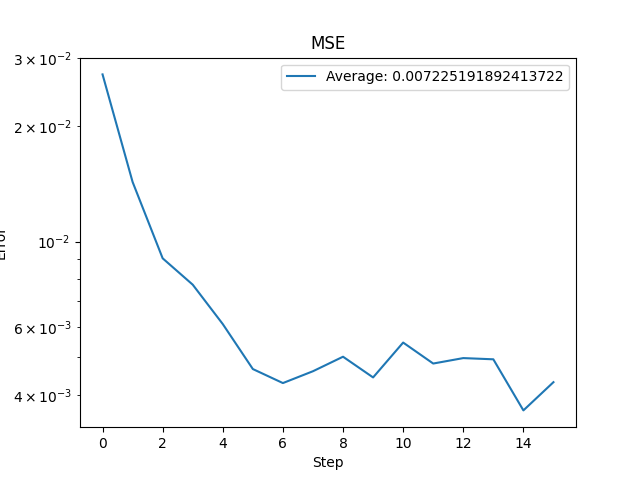 MSE
Average: 0.007225191892413722
3 × 10⁻²
2 × 10⁻²
10⁻²
6 × 10⁻³
4 × 10⁻³
0 2 4 6 8 10 12 14
Step